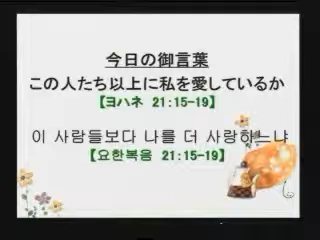 今日の御言葉
この人たち以上に私を愛しているか
【ヨハネ 21:15-19】
이 사람들보다 나를 더 사랑하느냐
【요한복음 21:15-19】